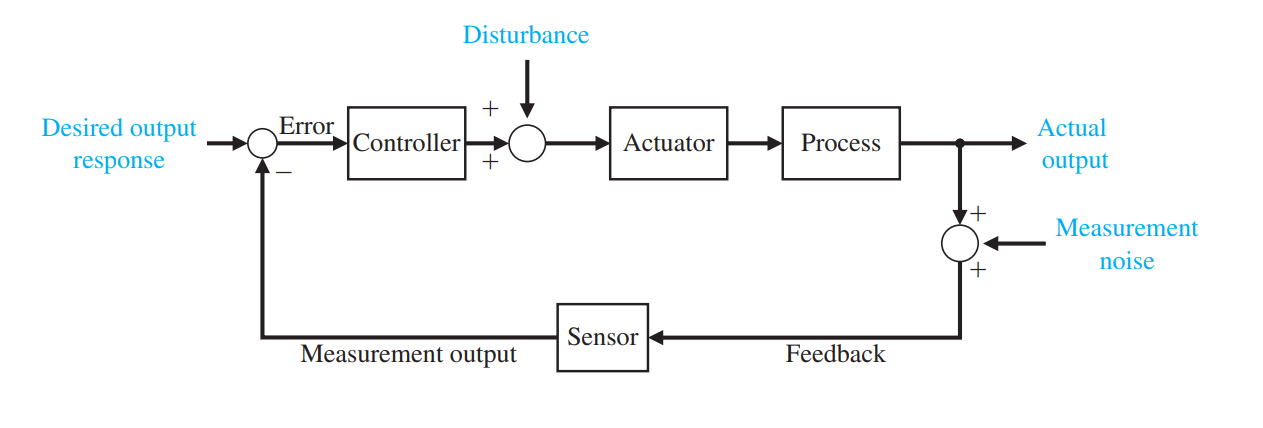 Disturbance
+
Desired output
response
Error
Controller
+
Actuator
Process
Actual
output
−
+
Measurement
noise
+
Sensor
Measurement output
Feedback